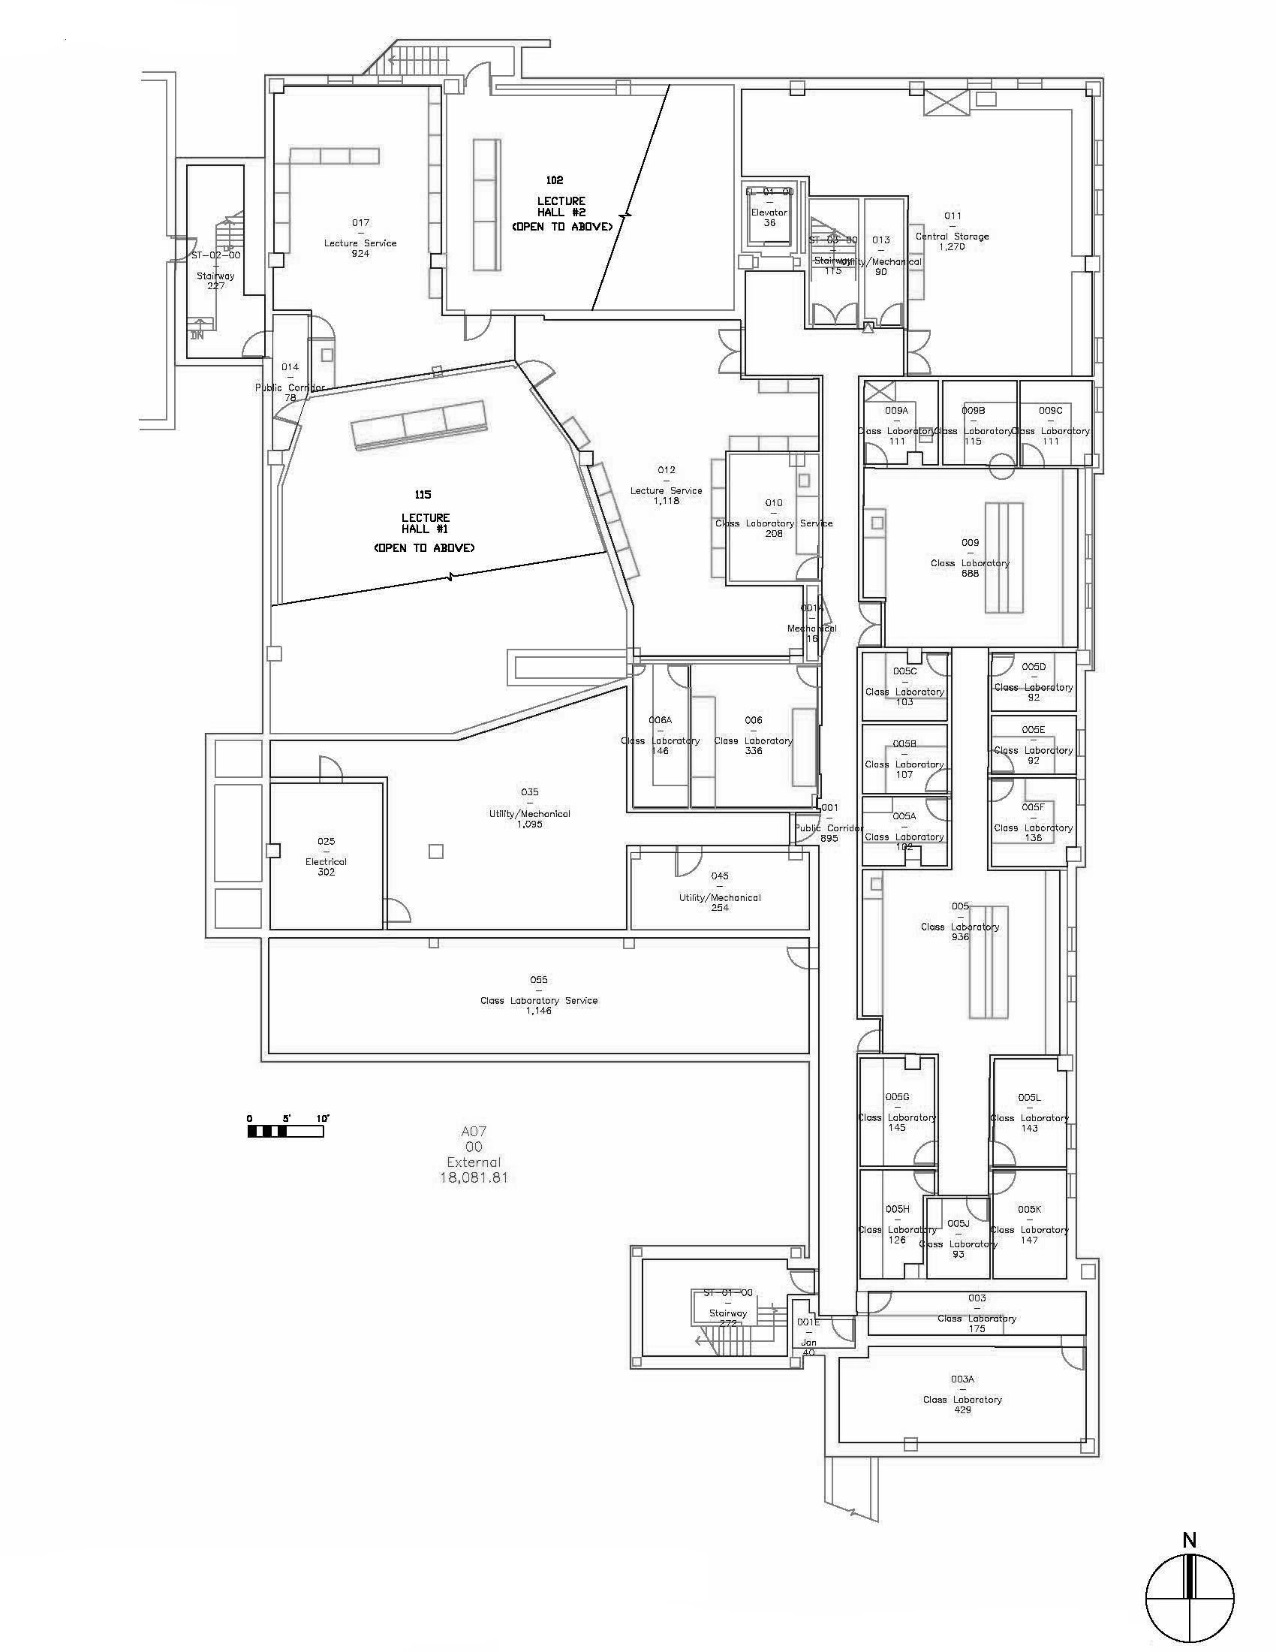 102
LECTURE
HALL #2
(OPEN TO ABOVE)
017
Lecture Service
924
EL-01-00
Elevator
36
011
Central Storage
1,270
ST-03-00
Stairway
115
013
Utility/Mechanical
90
ST-02-00
Stairway
227
DN
014
Public Corridor
78
009A
Class Laboratory
111
009B
Class Laboratory
115
009C
Class Laboratory
111
115
LECTURE
HALL #1
(OPEN TO ABOVE)
012
Lecture Service
1,118
010
Class Laboratory Service
208
009
Class Laboratory
688
001A
Mechanical
16
005C
Class Laboratory
103
005D
Class Laboratory
92
006A
Class Laboratory
146
006
Class Laboratory
336
005B
Class Laboratory
107
005E
Class Laboratory
92
035
Utility/Mechanical
1,095
001
Public Corridor
895
005A
Class Laboratory
102
005F
Class Laboratory
136
025
Electrical
302
045
Utility/Mechanical
254
005
Class Laboratory
936
055
Class Laboratory Service
1,146
005G
Class Laboratory
145
005L
Class Laboratory
143
0 5' 10'
A07
00
External
18,081.81
005H
Class Laboratory
126
005J
Class Laboratory
93
005K
Class Laboratory
147
ST-01-00
Stairway
272
001E
Jan
40
003
Class Laboratory
175
003A
Class Laboratory
429
N